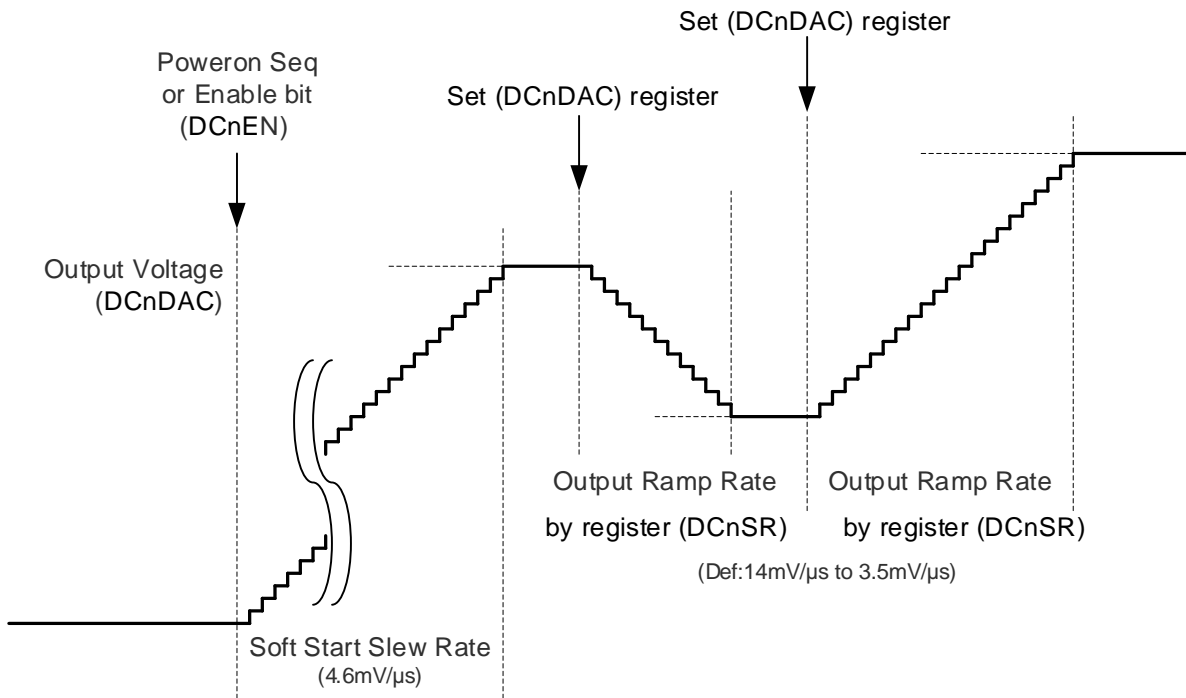 Set (DCnDAC) register
Poweron Seq
or Enable bit
(DCnEN)
Set (DCnDAC) register
Output Voltage
(DCnDAC)
Output Ramp Rate
by register (DCnSR)
Output Ramp Rate
by register (DCnSR)
(Def:14mV/μs to 3.5mV/μs)
Soft Start Slew Rate
(4.6mV/μs)